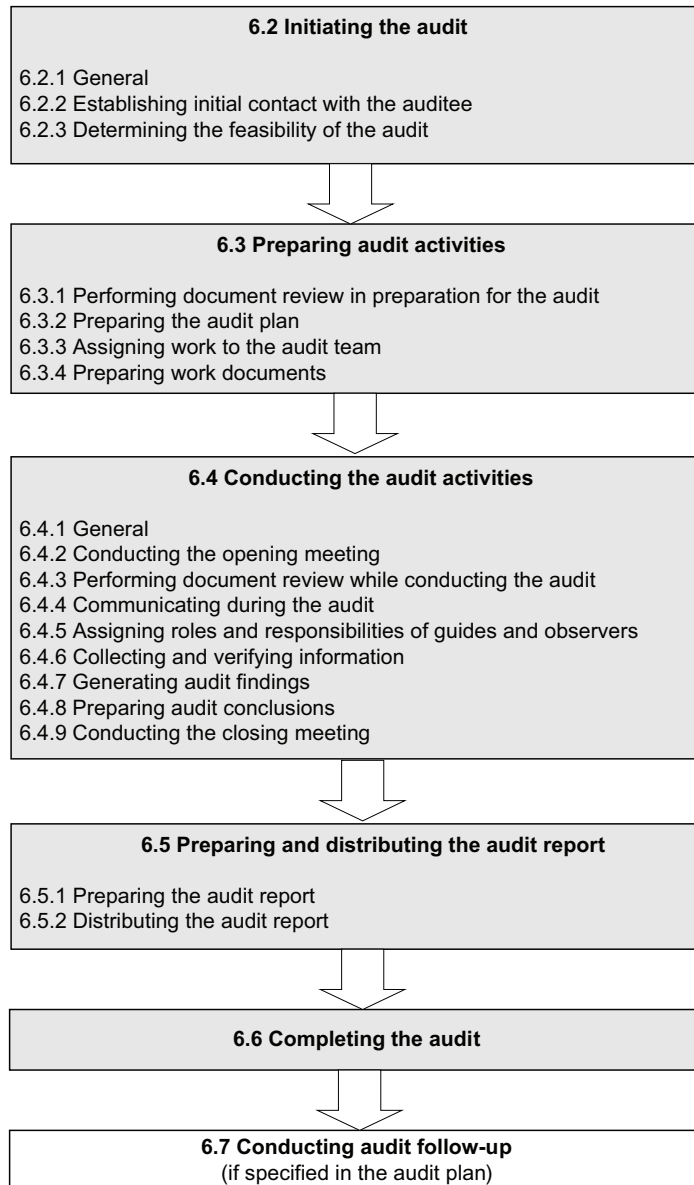 6.2 Initiating the audit
6.2.1 General
6.2.2 Establishing initial contact with the auditee
6.2.3 Determining the feasibility of the audit
6.3 Preparing audit activities
6.3.1 Performing document review in preparation for the audit
6.3.2 Preparing the audit plan
6.3.3 Assigning work to the audit team
6.3.4 Preparing work documents
6.4 Conducting the audit activities
6.4.1 General
6.4.2 Conducting the opening meeting
6.4.3 Performing document review while conducting the audit
6.4.4 Communicating during the audit
6.4.5 Assigning roles and responsibilities of guides and observers
6.4.6 Collecting and verifying information
6.4.7 Generating audit findings
6.4.8 Preparing audit conclusions
6.4.9 Conducting the closing meeting
6.5 Preparing and distributing the audit report
6.5.1 Preparing the audit report
6.5.2 Distributing the audit report
6.6 Completing the audit
6.7 Conducting audit follow-up
(if specified in the audit plan)